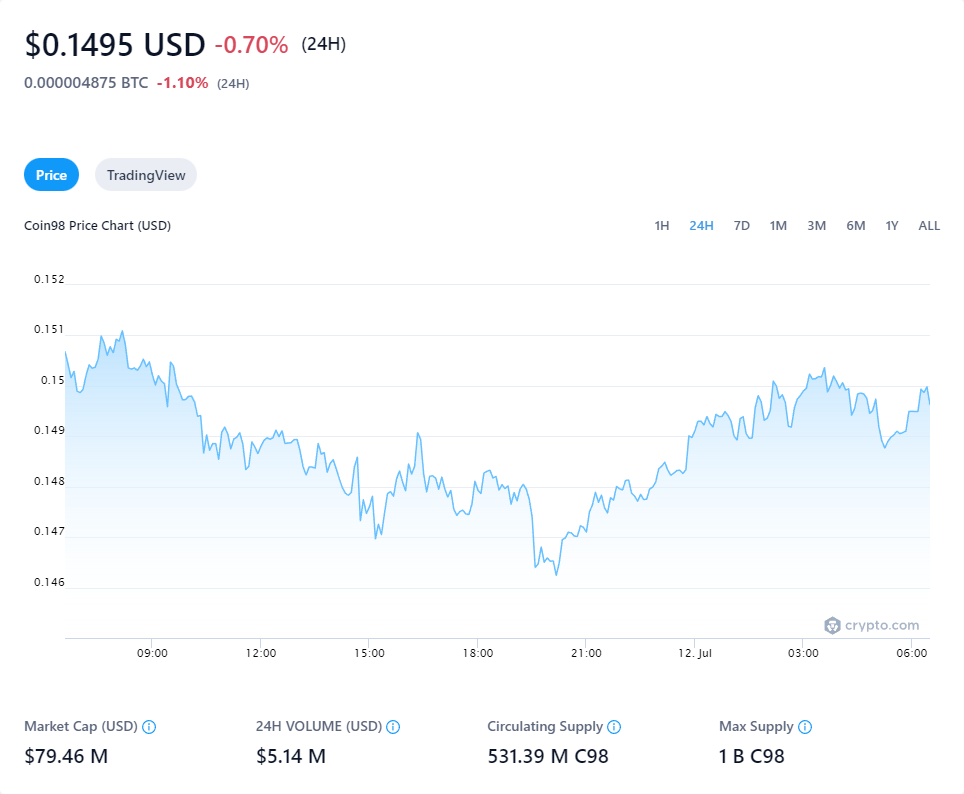 $0.1495 USD -0.70% (24H)
0.000004875 BTC -1.10% (24H)
Price TradingView
Coin98 Price Chart (USD) 1H 24H 7D 1M 3M 6M 1Y ALL
0.152
0.151
0.15
0.149
0.148
0.147
0.146
crypto.com
09:00 12:00 15:00 18:00 21:00 12. Jul 03:00 06:00
Market Cap (USD) 24H VOLUME (USD) Circulating Supply Max Supply
$79.46 M $5.14 M 531.39 M C98 1 B C98